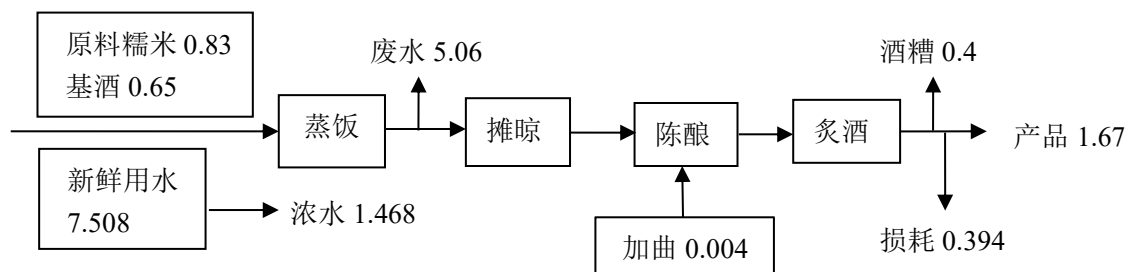 原料糯米 0.83
基酒 0.65
废水 5.06
酒糟 0.4
蒸饭
摊晾
陈酿
炙酒
产品 1.67
新鲜用水
7.508
浓水 1.468
加曲 0.004
损耗 0.394